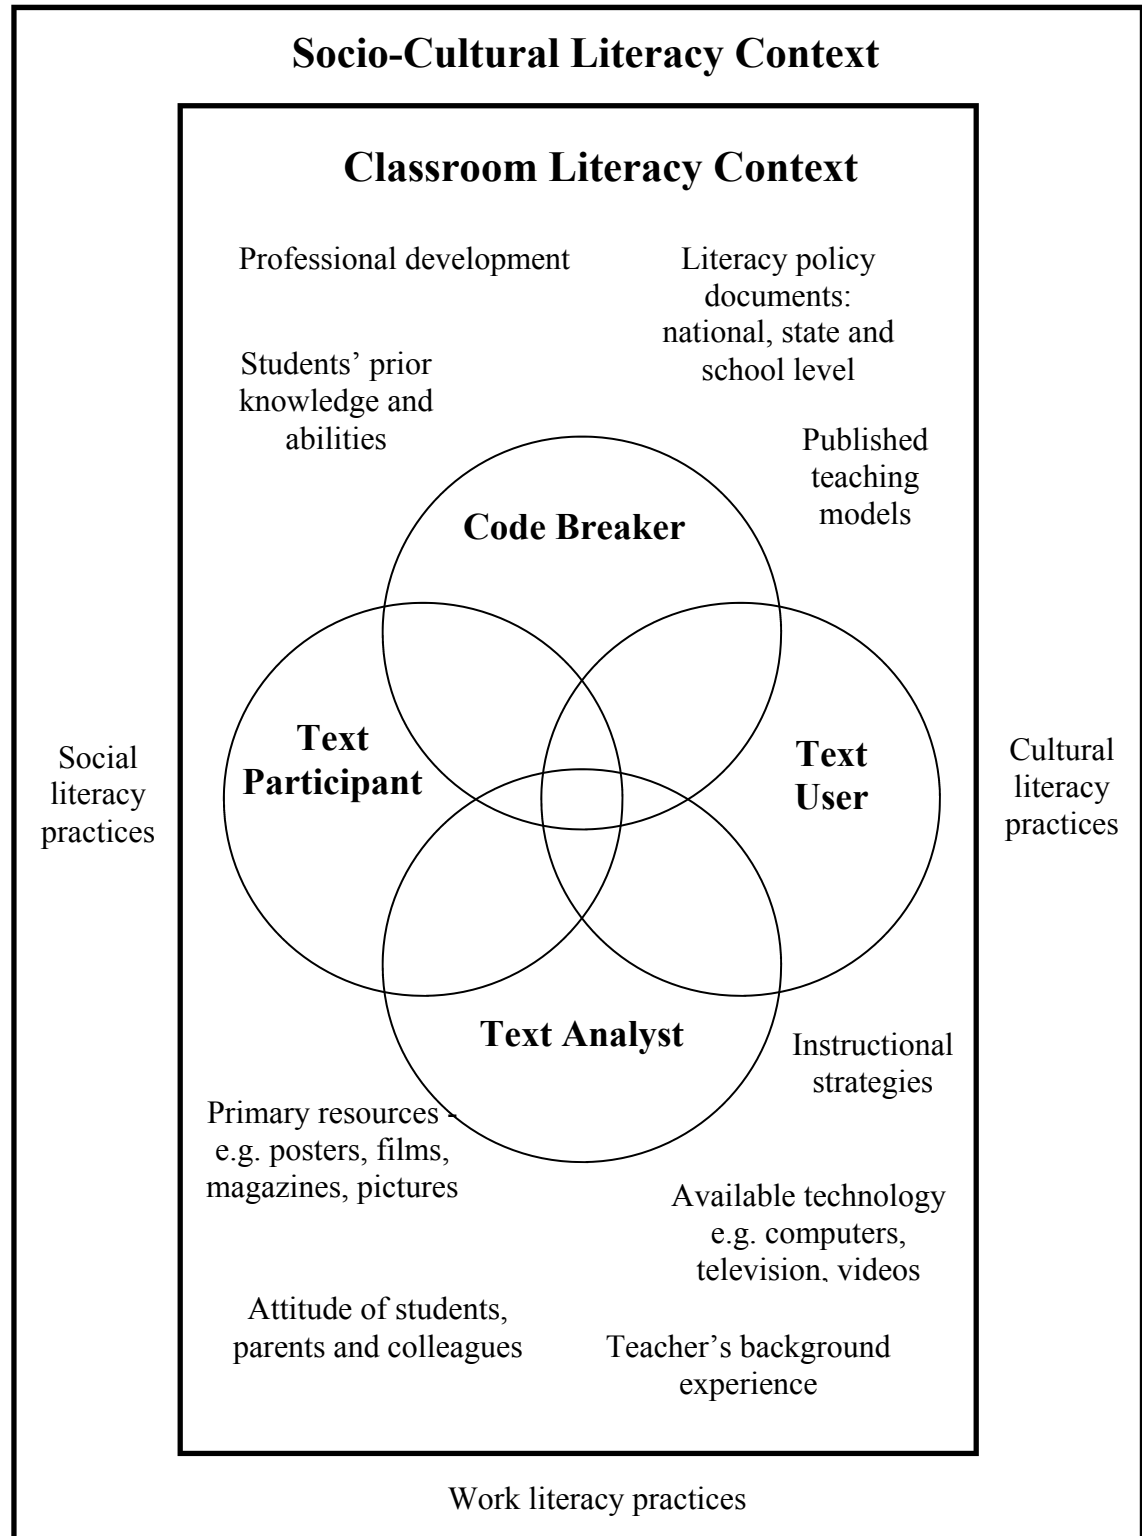 Socio-Cultural Literacy Context
Classroom Literacy Context
Professional development
Literacy policy
documents:
national, state and
school level
Students’ prior
knowledge and
abilities
Published
teaching
models
Code Breaker
Text
Participant
Text
User
Social
literacy
practices
Cultural
literacy
practices
Text Analyst
Instructional
strategies
Primary resources -
e.g. posters, films,
magazines, pictures
Available technology
e.g. computers,
television, videos
Attitude of students,
parents and colleagues
Teacher’s background
experience
Work literacy practices